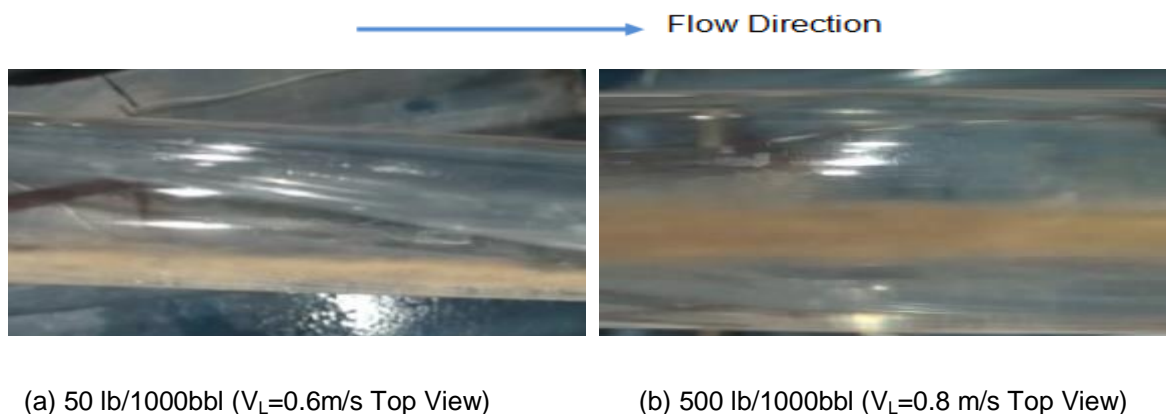 Flow Direction
(a) 50 lb/1000bbl (VL=0.6m/s Top View) (b) 500 lb/1000bbl (VL=0.8 m/s Top View)